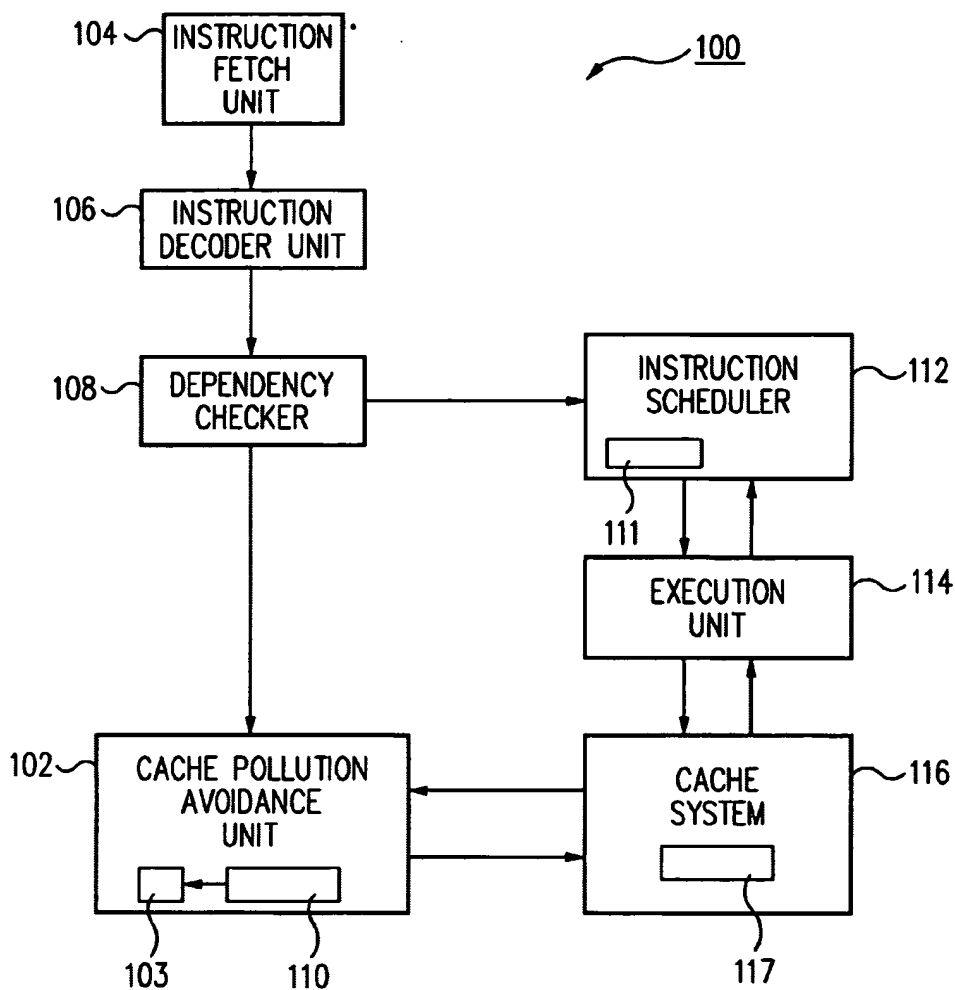 104
INSTRUCTION
FETCH
UNIT
100
106
INSTRUCTION
DECODER UNIT
108
DEPENDENCY
CHECKER
INSTRUCTION
SCHEDULER
112
111
EXECUTION
UNIT
114
102
CACHE POLLUTION
AVOIDANCE
UNIT
CACHE
SYSTEM
116
103
110
117